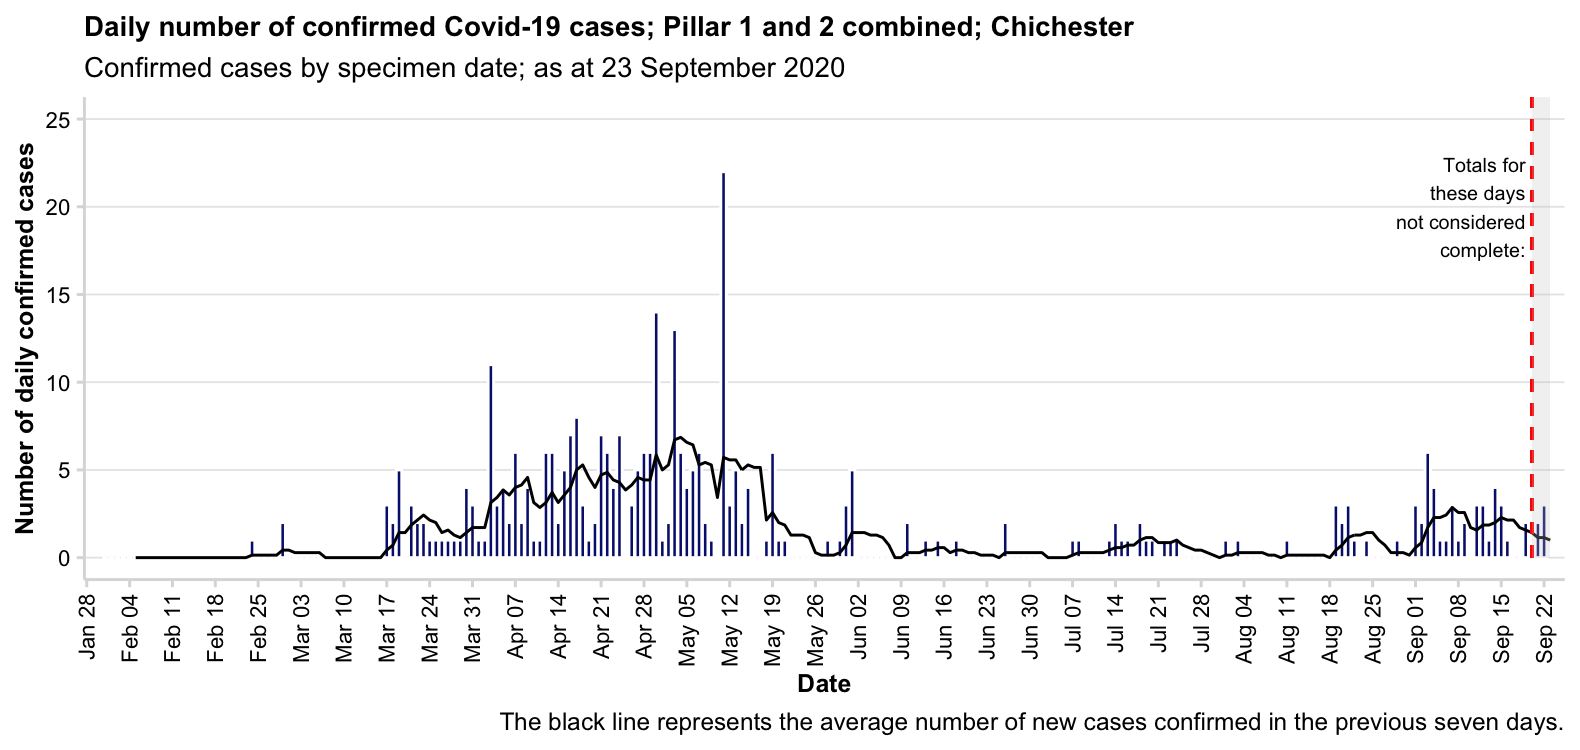 Daily number of confirmed Covid-19 cases; Pillar 1 and 2 combined; Chichester
Confirmed cases by specimen date; as at 23 September 2020
Number of daily confirmed cases
25
20
15
10
5
0
Totals for
these days
not considered
complete:
Jan 28
Feb 04
Feb 11
Feb 18
Feb 25
Mar 03
Mar 10
Mar 17
Mar 24
Mar 31
Apr 07
Apr 14
Apr 21
Apr 28
May 05
May 12
May 19
May 26
Jun 02
Jun 09
Jun 16
Jun 23
Jun 30
Jul 07
Jul 14
Jul 21
Jul 28
Aug 04
Aug 11
Aug 18
Aug 25
Sep 01
Sep 08
Sep 15
Sep 22
Date
The black line represents the average number of new cases confirmed in the previous seven days.